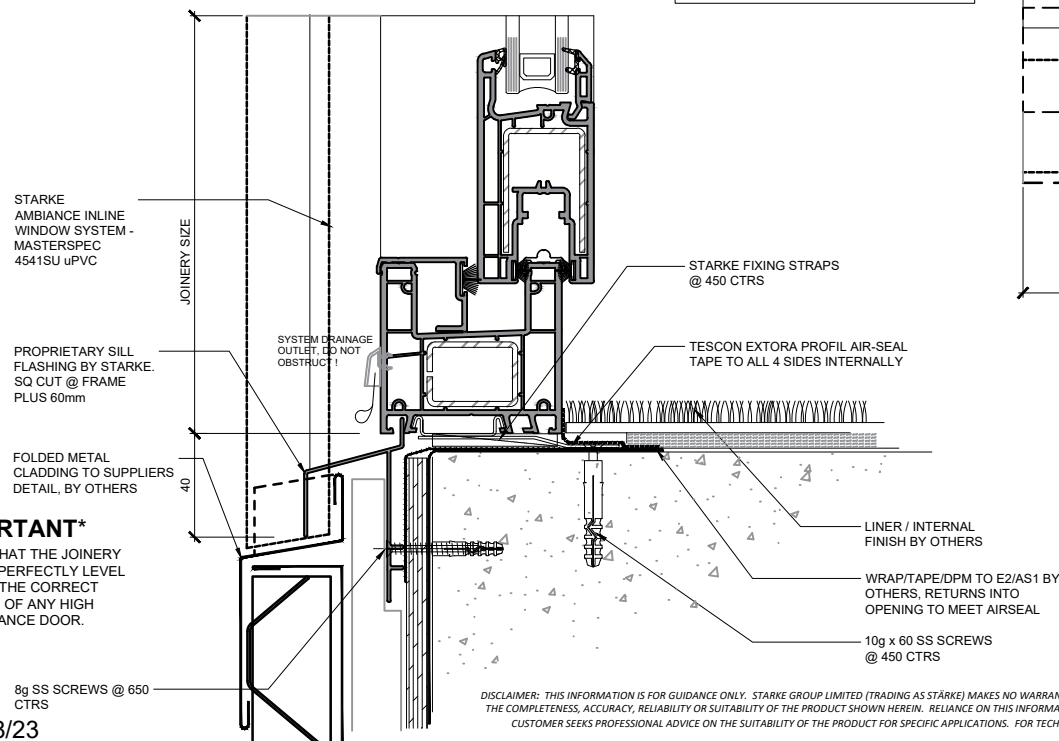 STARKE
AMBIANCE INLINE
WINDOW SYSTEM -
MASTERSPEC
4541SU uPVC
JOINERY SIZE
PROPRIETARY SILL
FLASHING BY STARKE.
SQ CUT @ FRAME
PLUS 60mm
SYSTEM DRAINAGE
OUTLET, DO NOT
OBSTRUCT !
FOLDED METAL
CLADDING TO SUPPLIERS
DETAIL, BY OTHERS
40
RTANT*
HAT THE JOINERY
PERFECTLY LEVEL
THE CORRECT
OF ANY HIGH
ANCE DOOR.
8g SS SCREWS @ 650
CTRS
3/23
STARKE FIXING STRAPS
@ 450 CTRS
TESCON EXTORA PROFIL AIR-SEAL
TAPE TO ALL 4 SIDES INTERNALLY
LINER / INTERNAL
FINISH BY OTHERS
WRAP/TAPE/DPM TO E2/AS1 BY
OTHERS, RETURNS INTO
OPENING TO MEET AIRSEAL
10g x 60 SS SCREWS
@ 450 CTRS
DISCLAIMER: THIS INFORMATION IS FOR GUIDANCE ONLY. STARKE GROUP LIMITED (TRADING AS STÄRKE) MAKES NO WARRAN
THE COMPLETENESS, ACCURACY, RELIABILITY OR SUITABILITY OF THE PRODUCT SHOWN HEREIN. RELIANCE ON THIS INFORMA
CUSTOMER SEEKS PROFESSIONAL ADVICE ON THE SUITABILITY OF THE PRODUCT FOR SPECIFIC APPLICATIONS. FOR TECH